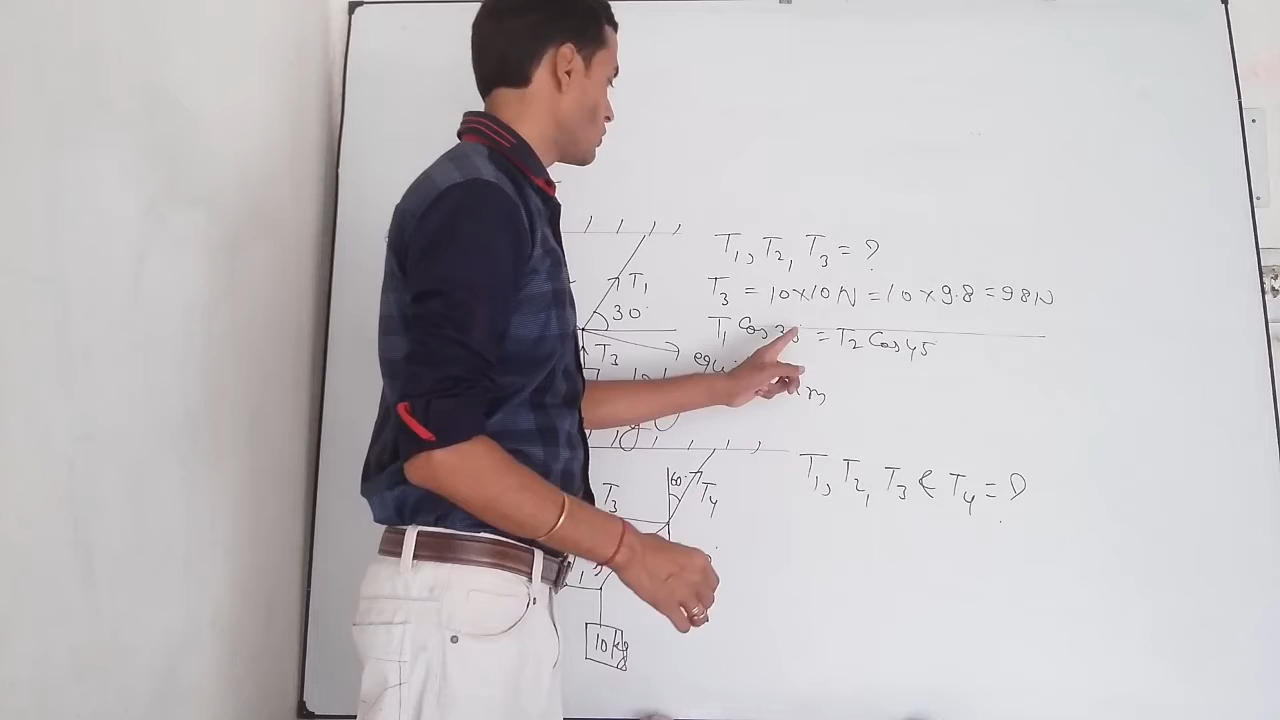 T₁, T₂, T₃ = ?
T₃ = 10×10N = 10×9.8 = 98N
T₁
30°
T₁ Cos 30 = T₂ Cos 45
T₃
T₁, T₂, T₃ & T₄ = ?
60°
T₃
T₄
10kg